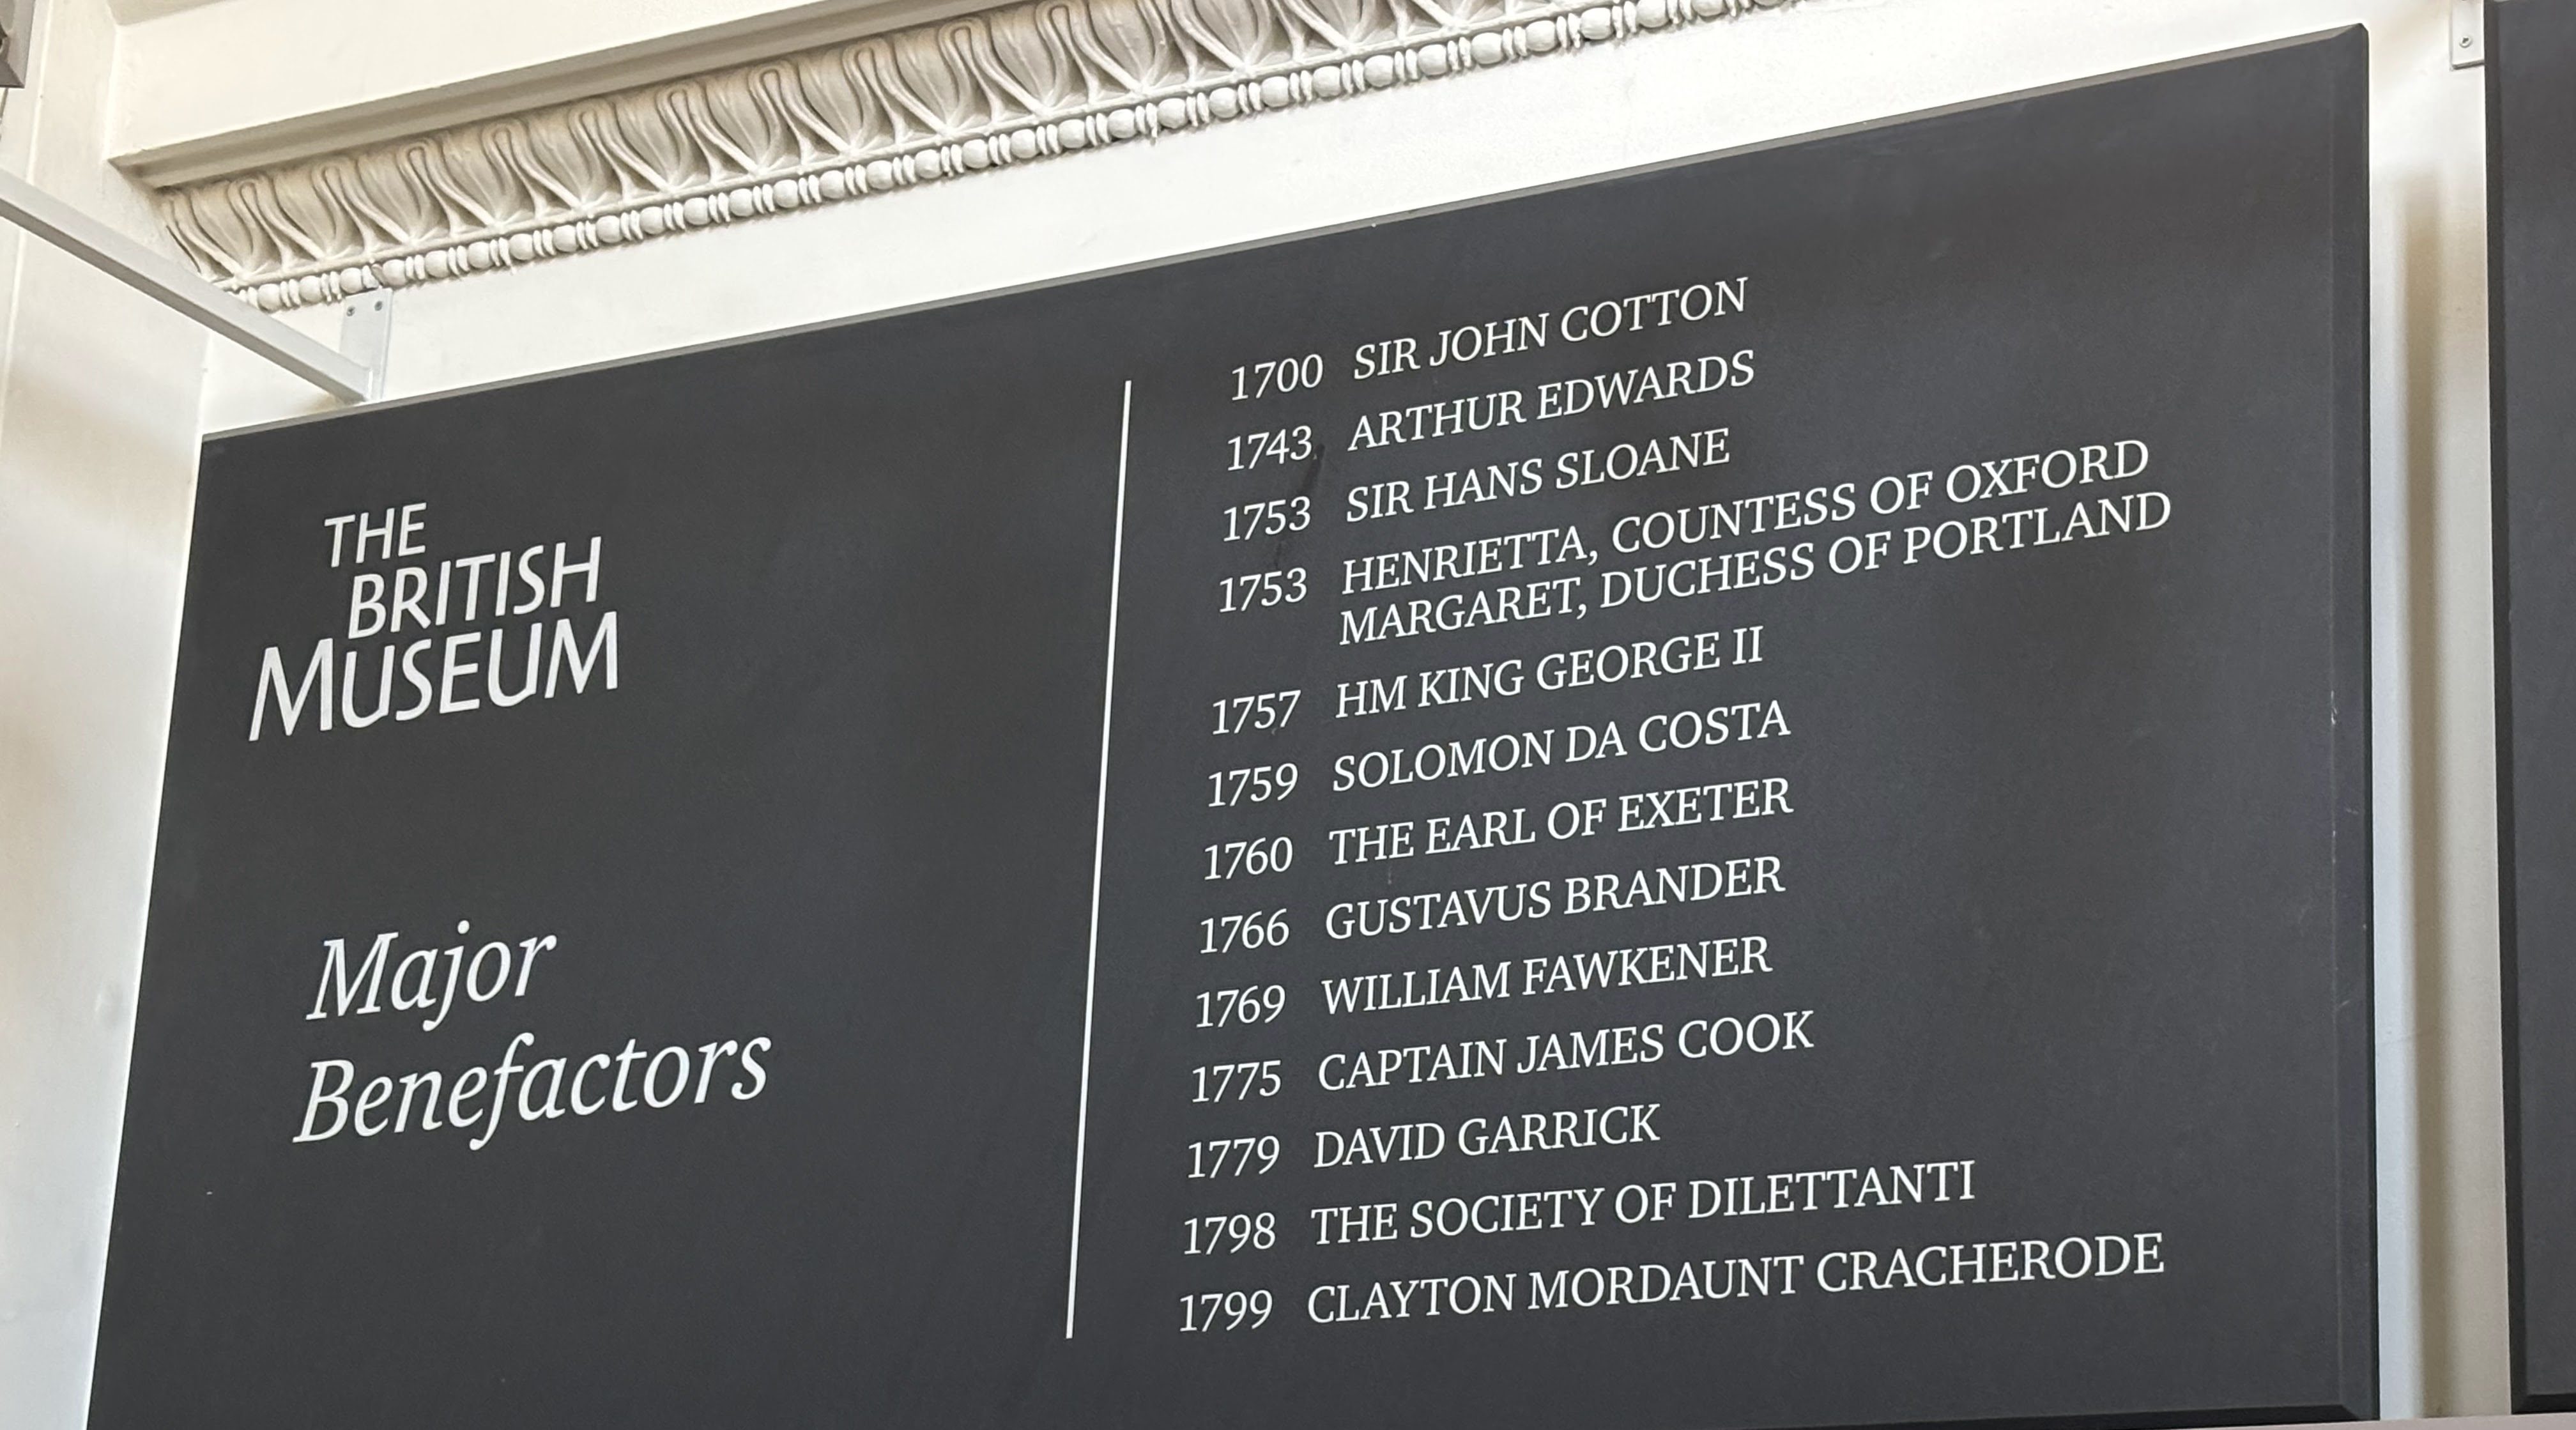 THE
BRITISH
MUSEUM
Major
Benefactors
1700 SIR JOHN COTTON
1743 ARTHUR EDWARDS
1753 SIR HANS SLOANE
1753 HENRIETTA, COUNTESS OF OXFORD
MARGARET, DUCHESS OF PORTLAND
1757 HM KING GEORGE II
1759 SOLOMON DA COSTA
1760 THE EARL OF EXETER
1766 GUSTAVUS BRANDER
1769 WILLIAM FAWKENER
1775 CAPTAIN JAMES COOK
1779 DAVID GARRICK
1798 THE SOCIETY OF DILETTANTI
1799 CLAYTON MORDAUNT CRACHERODE